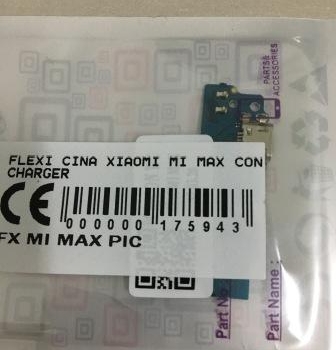 PARTS&
ACCESSORIES
FLEXI CINA XIAOMI MI MAX CON
CHARGER
CE
000000 175943
FX MI MAX PIC
Part No
Part Name :